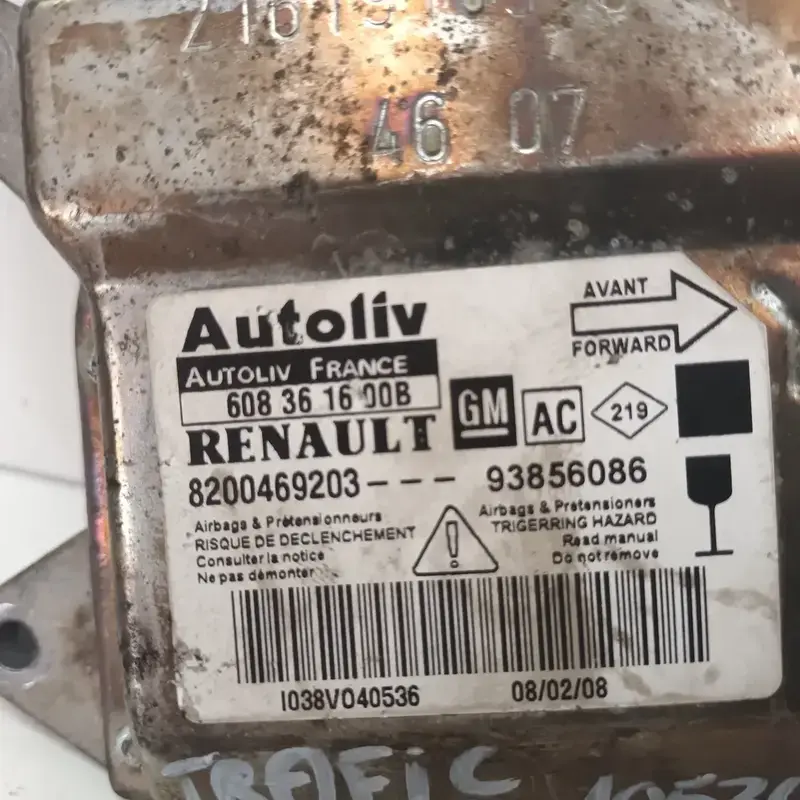 46 07
AVANT
FORWARD
Autoliv
AUTOLIV FRANCE
608 36 16 00B
GM
AC
219
RENAULT
8200469203--- 93856086
Airbags & Prétensionneurs
RISQUE DE DECLENCHEMENT
Consulter la notice
Ne pas démonter
Airbags & Pretensioners
TRIGERRING HAZARD
Read manual
Do not remove
I038V040536 08/02/08
TRAFIC